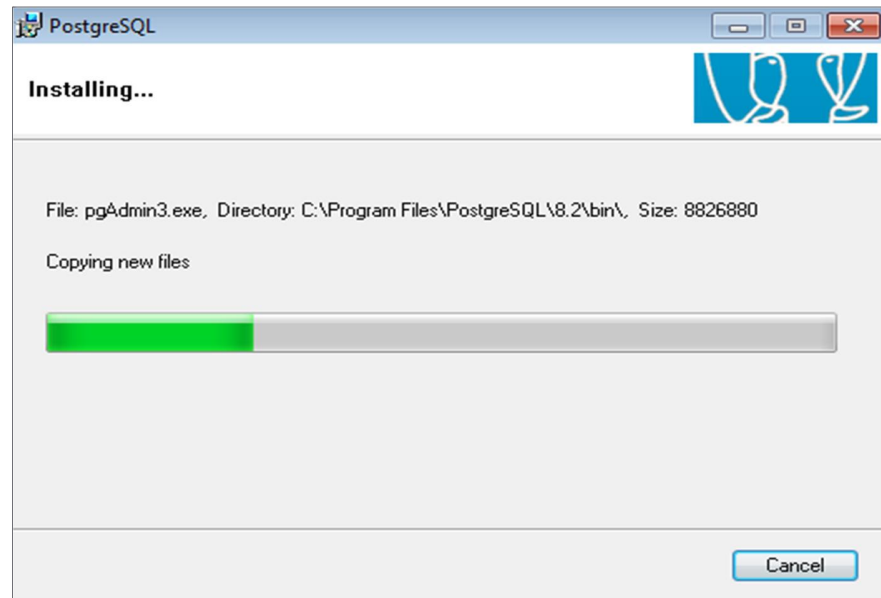 PostgreSQL
Installing...
File: pgAdmin3.exe, Directory: C:\Program Files\PostgreSQL\8.2\bin\, Size: 8826880
Copying new files
Cancel